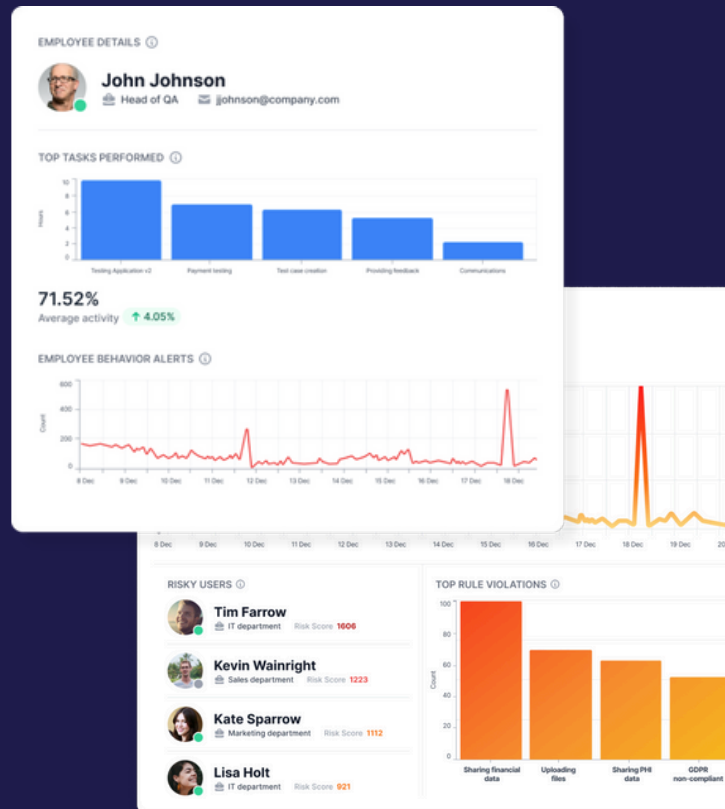 EMPLOYEE DETAILS
John Johnson
Head of QA jjohnson@company.com
TOP TASKS PERFORMED
10
8
6
4
2
0
Hours
Testing Application v2 Payment testing Test case creation Providing feedback Communications
71.52%
Average activity ↑ 4.05%
EMPLOYEE BEHAVIOR ALERTS
600
400
200
0
Count
8 Dec 9 Dec 10 Dec 11 Dec 12 Dec 13 Dec 14 Dec 15 Dec 16 Dec 17 Dec 18 Dec
8 Dec 9 Dec 10 Dec 11 Dec 12 Dec 13 Dec 14 Dec 15 Dec 16 Dec 17 Dec 18 Dec 19 Dec 20
RISKY USERS
Tim Farrow
IT department Risk Score 1606
Kevin Wainright
Sales department Risk Score 1223
Kate Sparrow
Marketing department Risk Score 1112
Lisa Holt
IT department Risk Score 921
TOP RULE VIOLATIONS
100
80
60
40
20
0
Count
Sharing financial data
Uploading files
Sharing PHI data
GDPR non-compliant